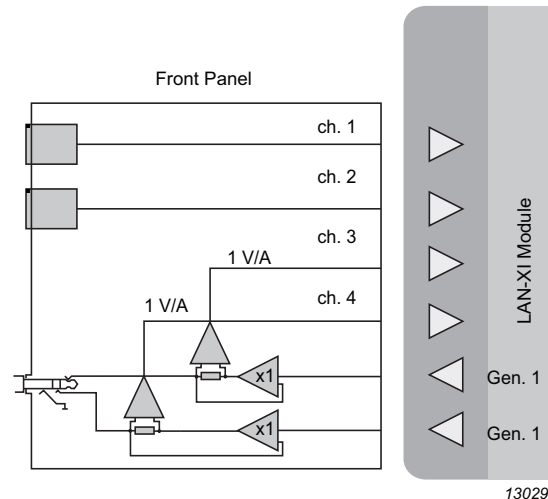 Front Panel
ch. 1
ch. 2
ch. 3
1 V/A
ch. 4
1 V/A
x1
Gen. 1
x1
Gen. 1
LAN-XI Module
13029